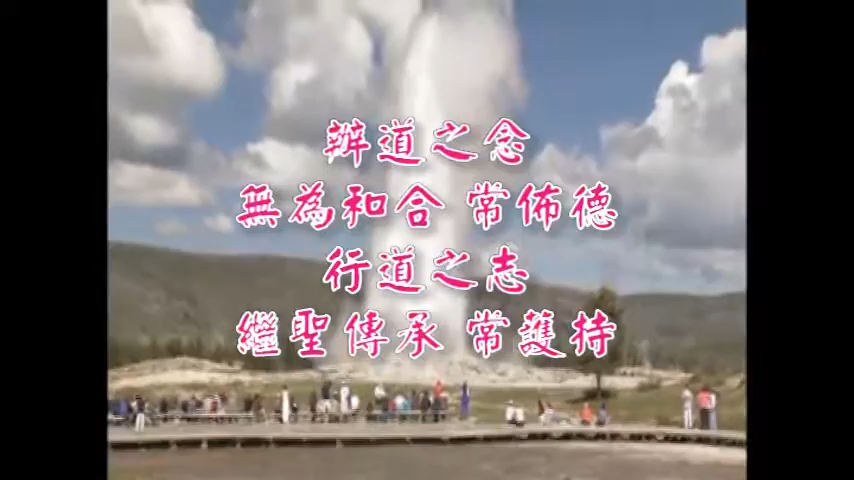 辦道之念
無為和合 常佈德
行道之志
繼聖傳承 常護持